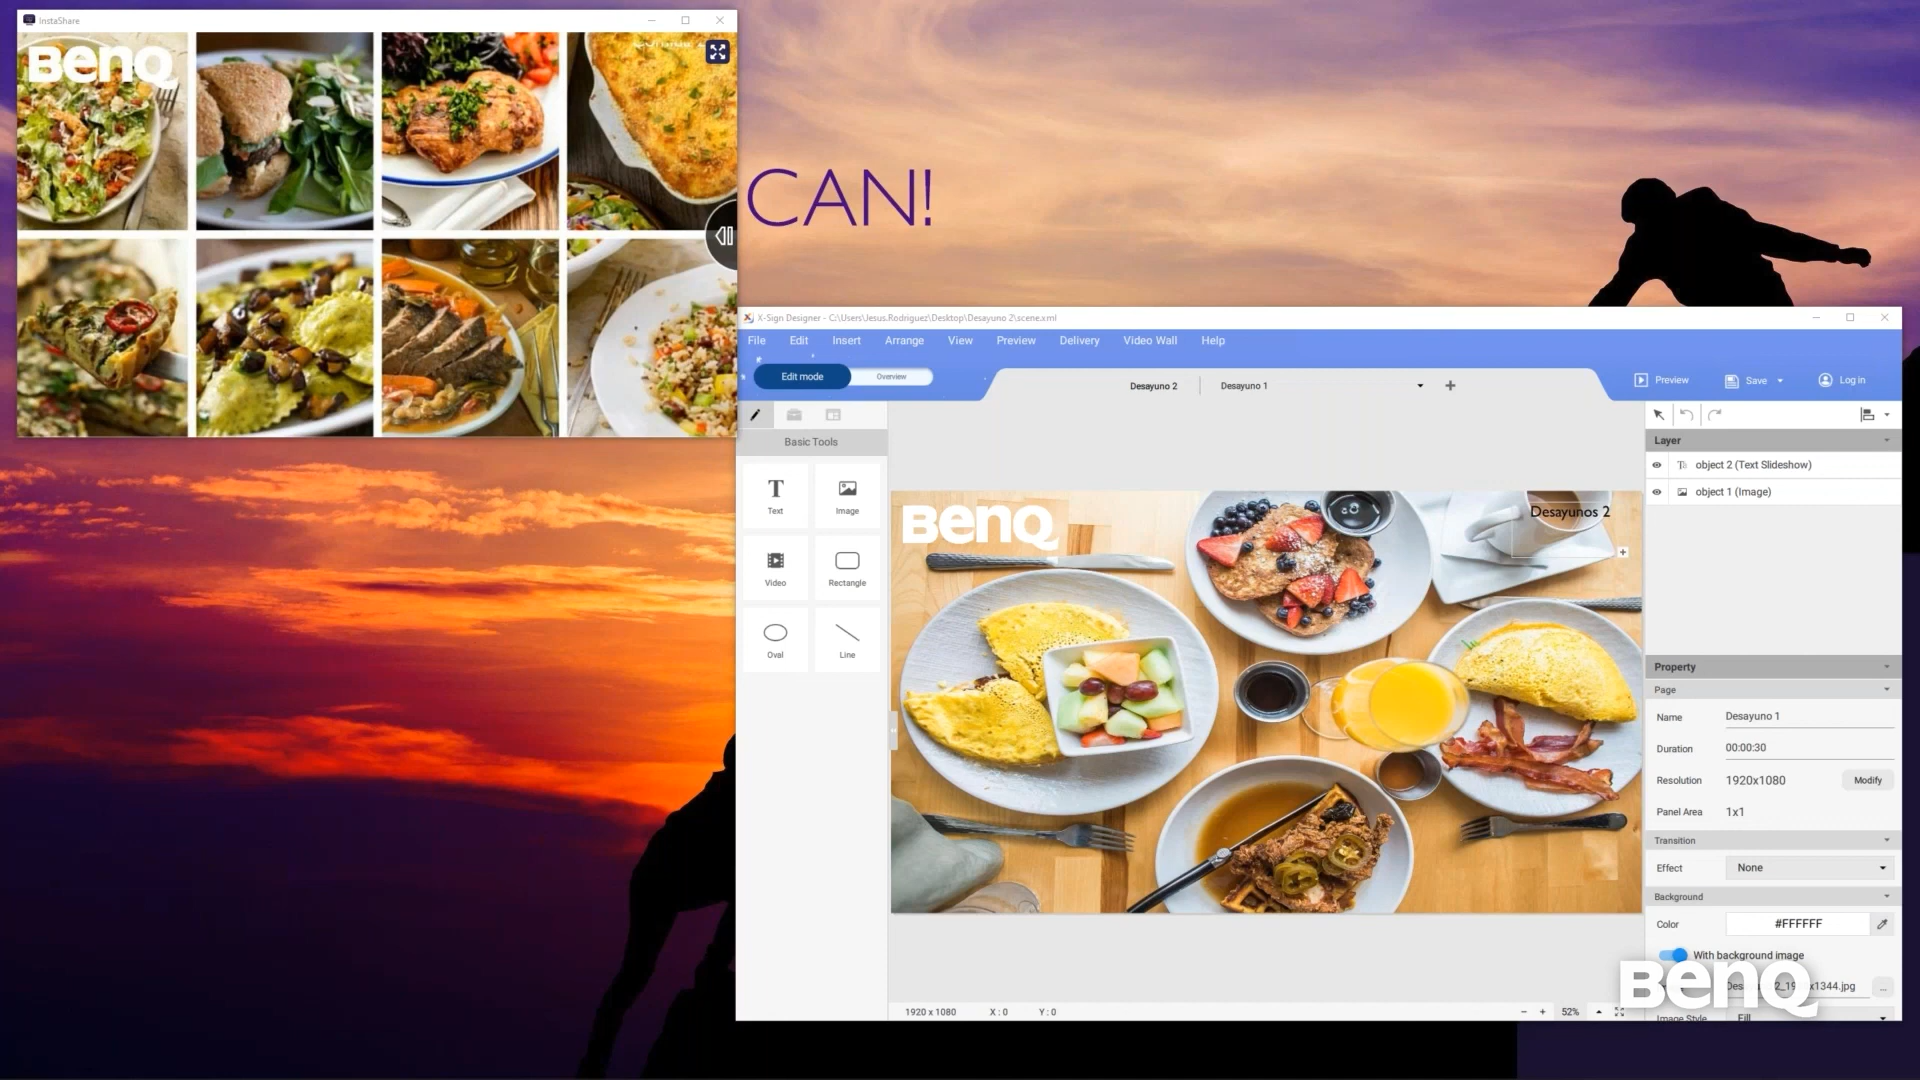 InstaShare
BenQ
CAN!
X-Sign Designer - C:\Users\Jesus.Rodriguez\Desktop\Desayuno 2\scene.xml
File Edit Insert Arrange View Preview Delivery Video Wall Help
Edit mode Overview
Desayuno 2 Desayuno 1
Preview Save Log in
Basic Tools
Text Image
Video Rectangle
Oval Line
BenQ
Desayunos 2
Layer
object 2 (Text Slideshow)
object 1 (Image)
Property
Page
Name Desayuno 1
Duration 00:00:30
Resolution 1920x1080 Modify
Panel Area 1x1
Transition
Effect None
Background
Color #FFFFFF
With background image
x1344.jpg ...
BenQ
Image Style Fill
1920 x 1080 X : 0 Y : 0 52%